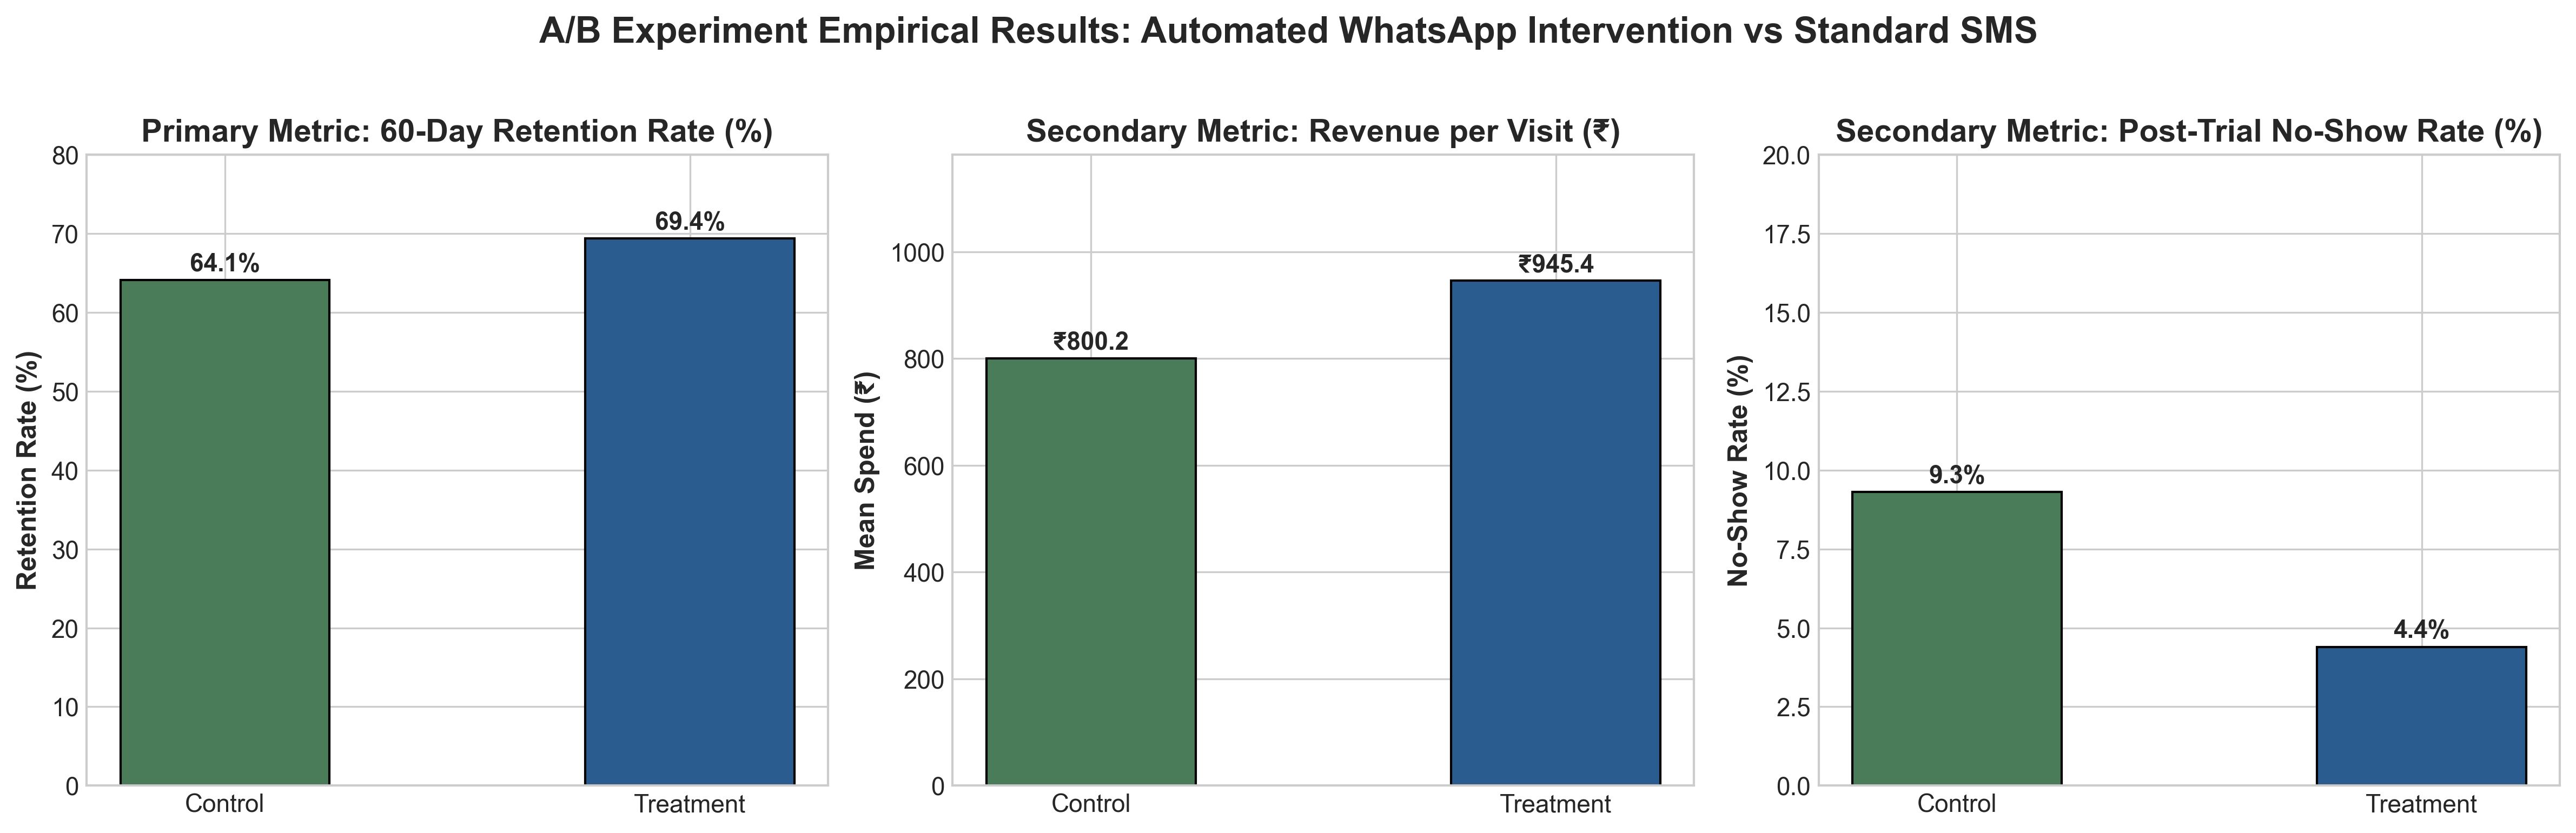 A/B Experiment Empirical Results: Automated WhatsApp Intervention vs Standard SMS
Primary Metric: 60-Day Retention Rate (%)
Retention Rate (%)
80
70
60
50
40
30
20
10
0
64.1%
69.4%
Control
Treatment
Secondary Metric: Revenue per Visit (₹)
Mean Spend (₹)
1000
800
600
400
200
0
₹800.2
₹945.4
Control
Treatment
Secondary Metric: Post-Trial No-Show Rate (%)
No-Show Rate (%)
20.0
17.5
15.0
12.5
10.0
7.5
5.0
2.5
0.0
9.3%
4.4%
Control
Treatment